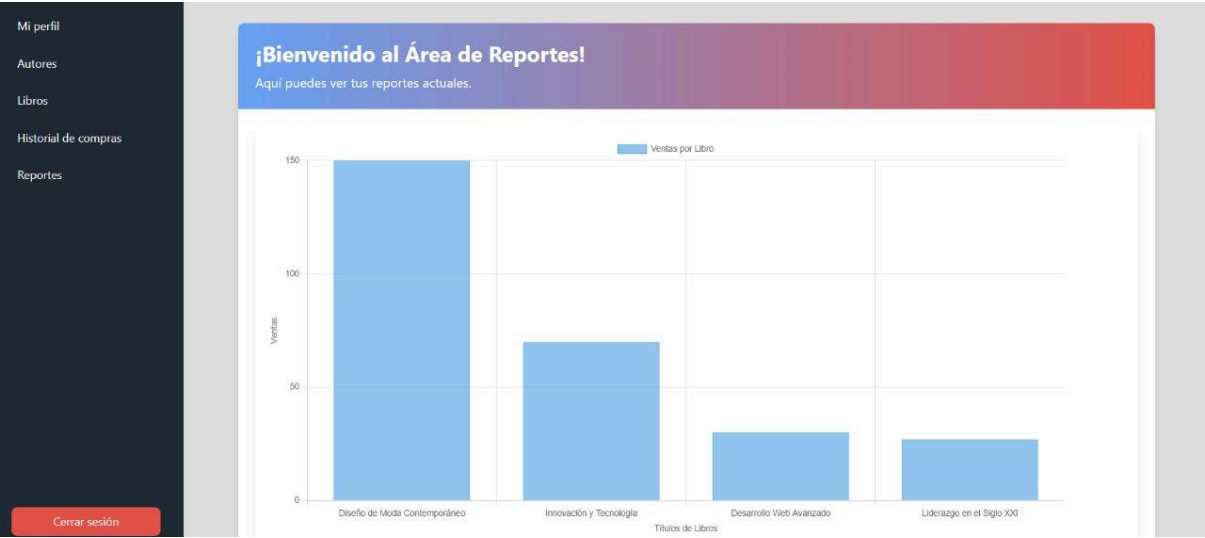 Mi perfil
Autores
Libros
Historial de compras
Reportes
Cerrar sesión
¡Bienvenido al Área de Reportes!
Aquí puedes ver tus reportes actuales.
Ventas por Libro
150
100
50
0
Ventas
Diseño de Moda Contemporáneo
Innovación y Tecnología
Desarrollo Web Avanzado
Liderazgo en el Siglo XXI
Títulos de Libros